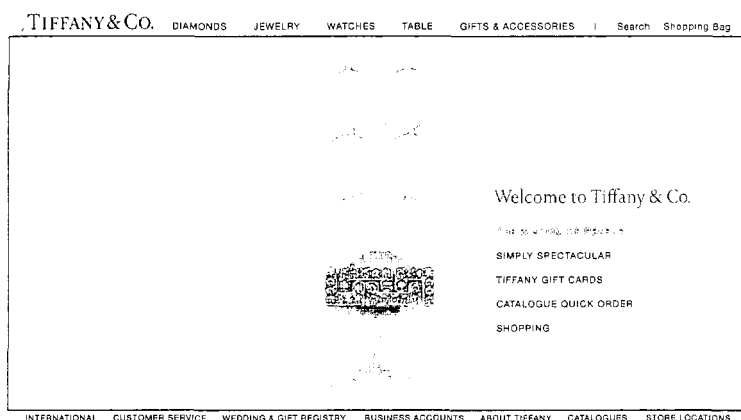 TIFFANY & CO. DIAMONDS JEWELRY WATCHES TABLE GIFTS & ACCESSORIES | Search Shopping Bag
Welcome to Tiffany & Co.
SIMPLY SPECTACULAR
TIFFANY GIFT CARDS
CATALOGUE QUICK ORDER
SHOPPING
INTERNATIONAL CUSTOMER SERVICE WEDDING & GIFT REGISTRY BUSINESS ACCOUNTS ABOUT TIFFANY CATALOGUES STORE LOCATIONS